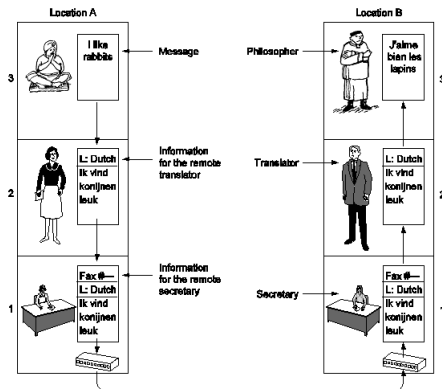 Location A
Location B
3
I like
rabbits
Message
Philosopher
J'aime
bien les
lapins
3
2
L: Dutch
Ik vind
konijnen
leuk
Information
for the remote
translator
Translator
L: Dutch
Ik vind
konijnen
leuk
2
1
Fax #—
L: Dutch
Ik vind
konijnen
leuk
Information
for the remote
secretary
Secretary
Fax #—
L: Dutch
Ik vind
konijnen
leuk
1